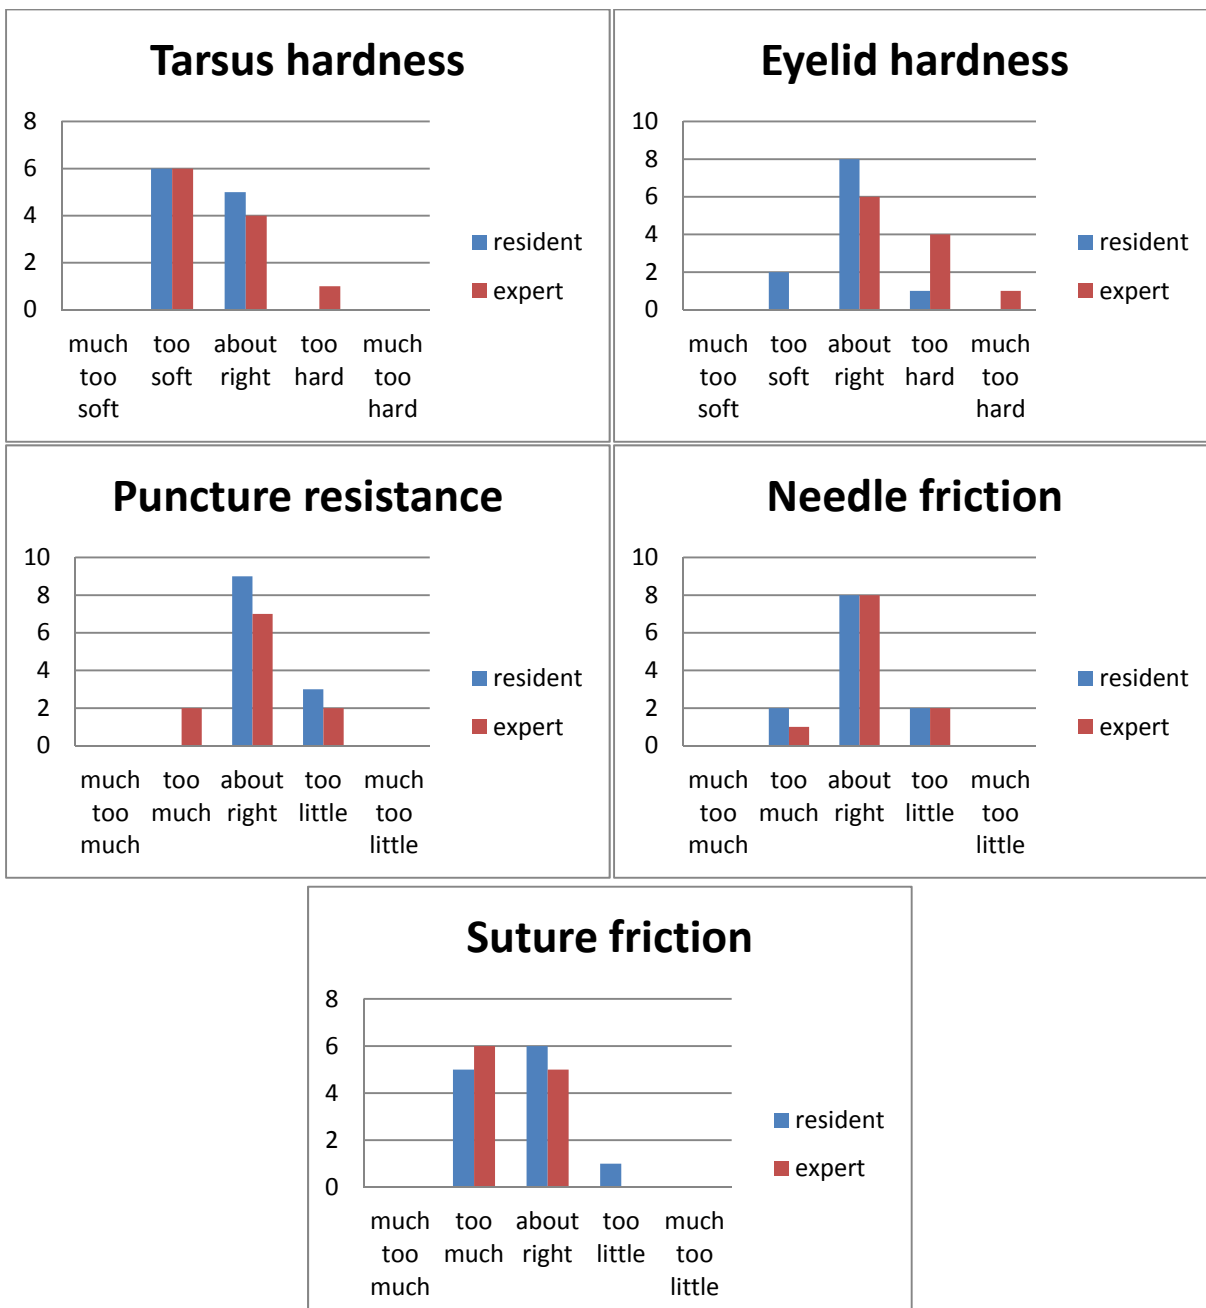 Tarsus hardness
8
6
4
2
0
much too soft
too soft
about right
too hard
much too hard
resident
expert
Eyelid hardness
10
8
6
4
2
0
much too soft
too soft
about right
too hard
much too hard
resident
expert
Puncture resistance
10
8
6
4
2
0
much too much
too much
about right
too little
much too little
resident
expert
Needle friction
10
8
6
4
2
0
much too much
too much
about right
too little
much too little
resident
expert
Suture friction
8
6
4
2
0
much too much
too much
about right
too little
much too little
resident
expert